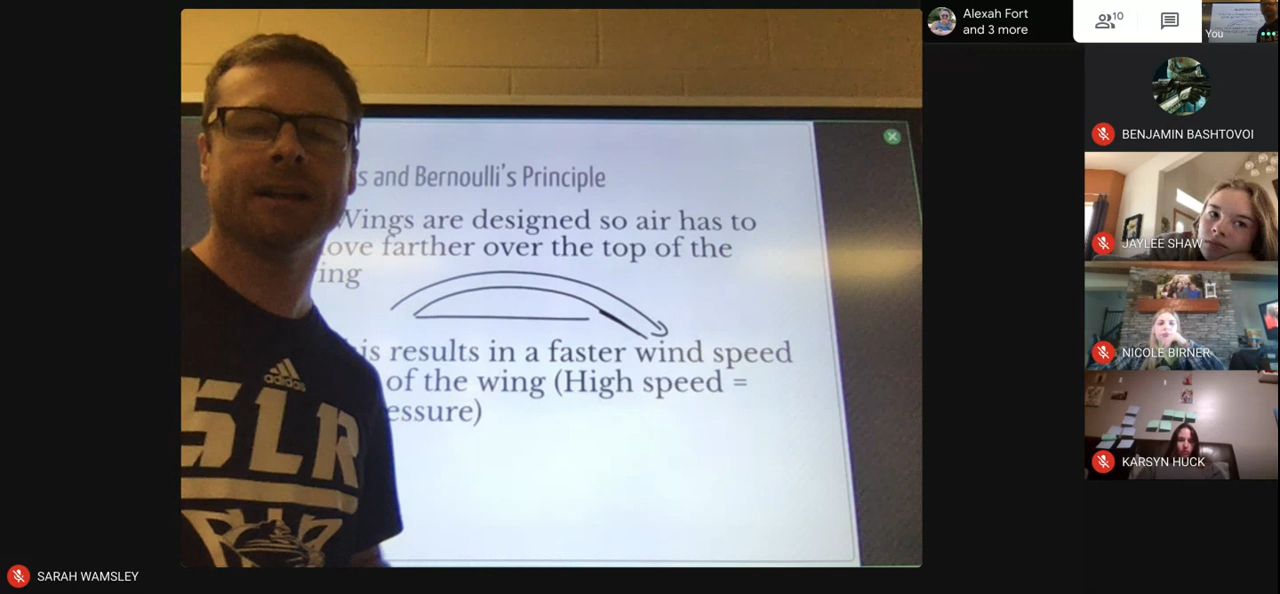 Alexah Fort
and 3 more
10
You
BENJAMIN BASHTOVOI
JAYLEE SHAW
NICOLE BIRNER
KARSYN HUCK
s and Bernoulli's Principle
Wings are designed so air has to
ove farther over the top of the
ing
is results in a faster wind speed
of the wing (High speed =
essure)
adidas
SLR
SARAH WAMSLEY